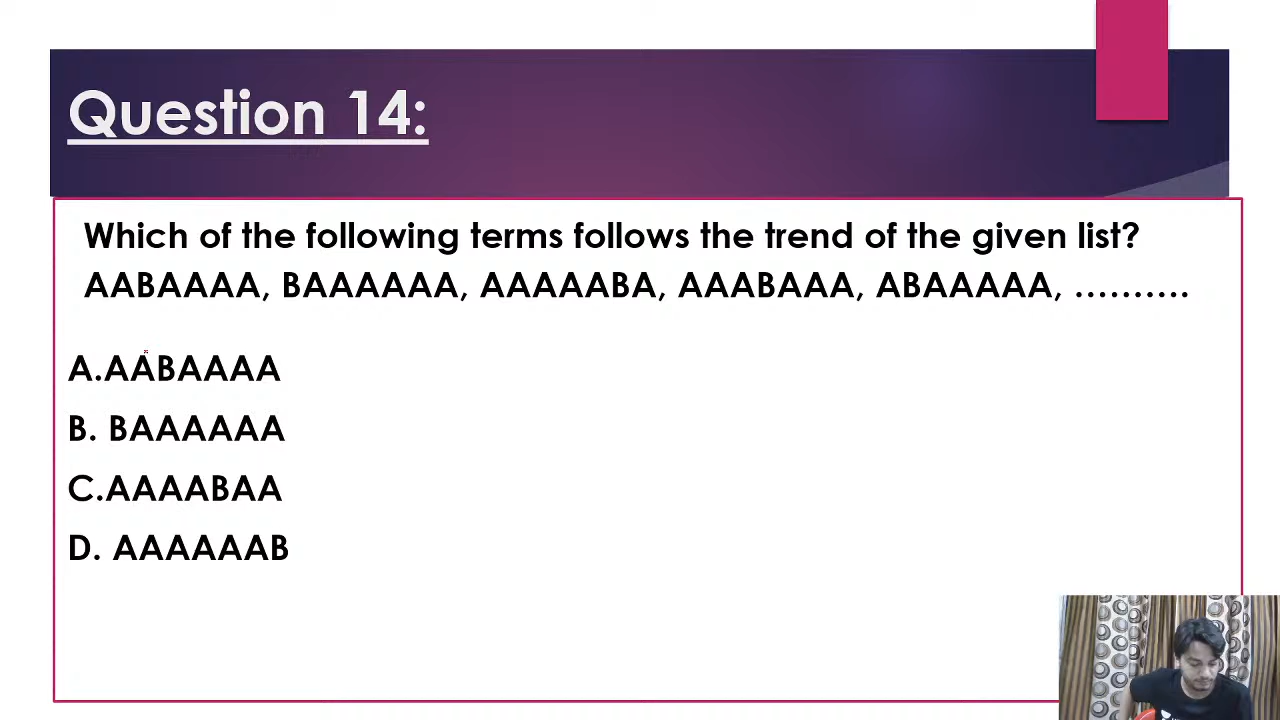 Question 14:
Which of the following terms follows the trend of the given list?
AABAAAA, BAAAAAA, AAAAABA, AAABAAA, ABAAAAA, ……….
A.AABAAAA
B. BAAAAAA
C.AAAABAA
D. AAAAAAB